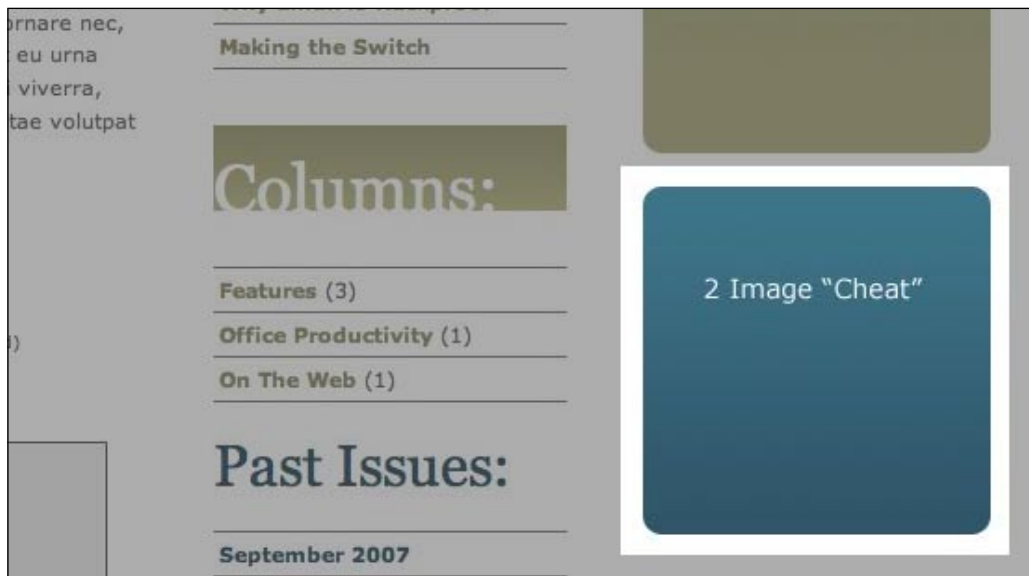 ornare nec,
eu urna
viverra,
tae volutpat
Making the Switch
Columns:
Features (3)
Office Productivity (1)
On The Web (1)
Past Issues:
September 2007
2 Image “Cheat”